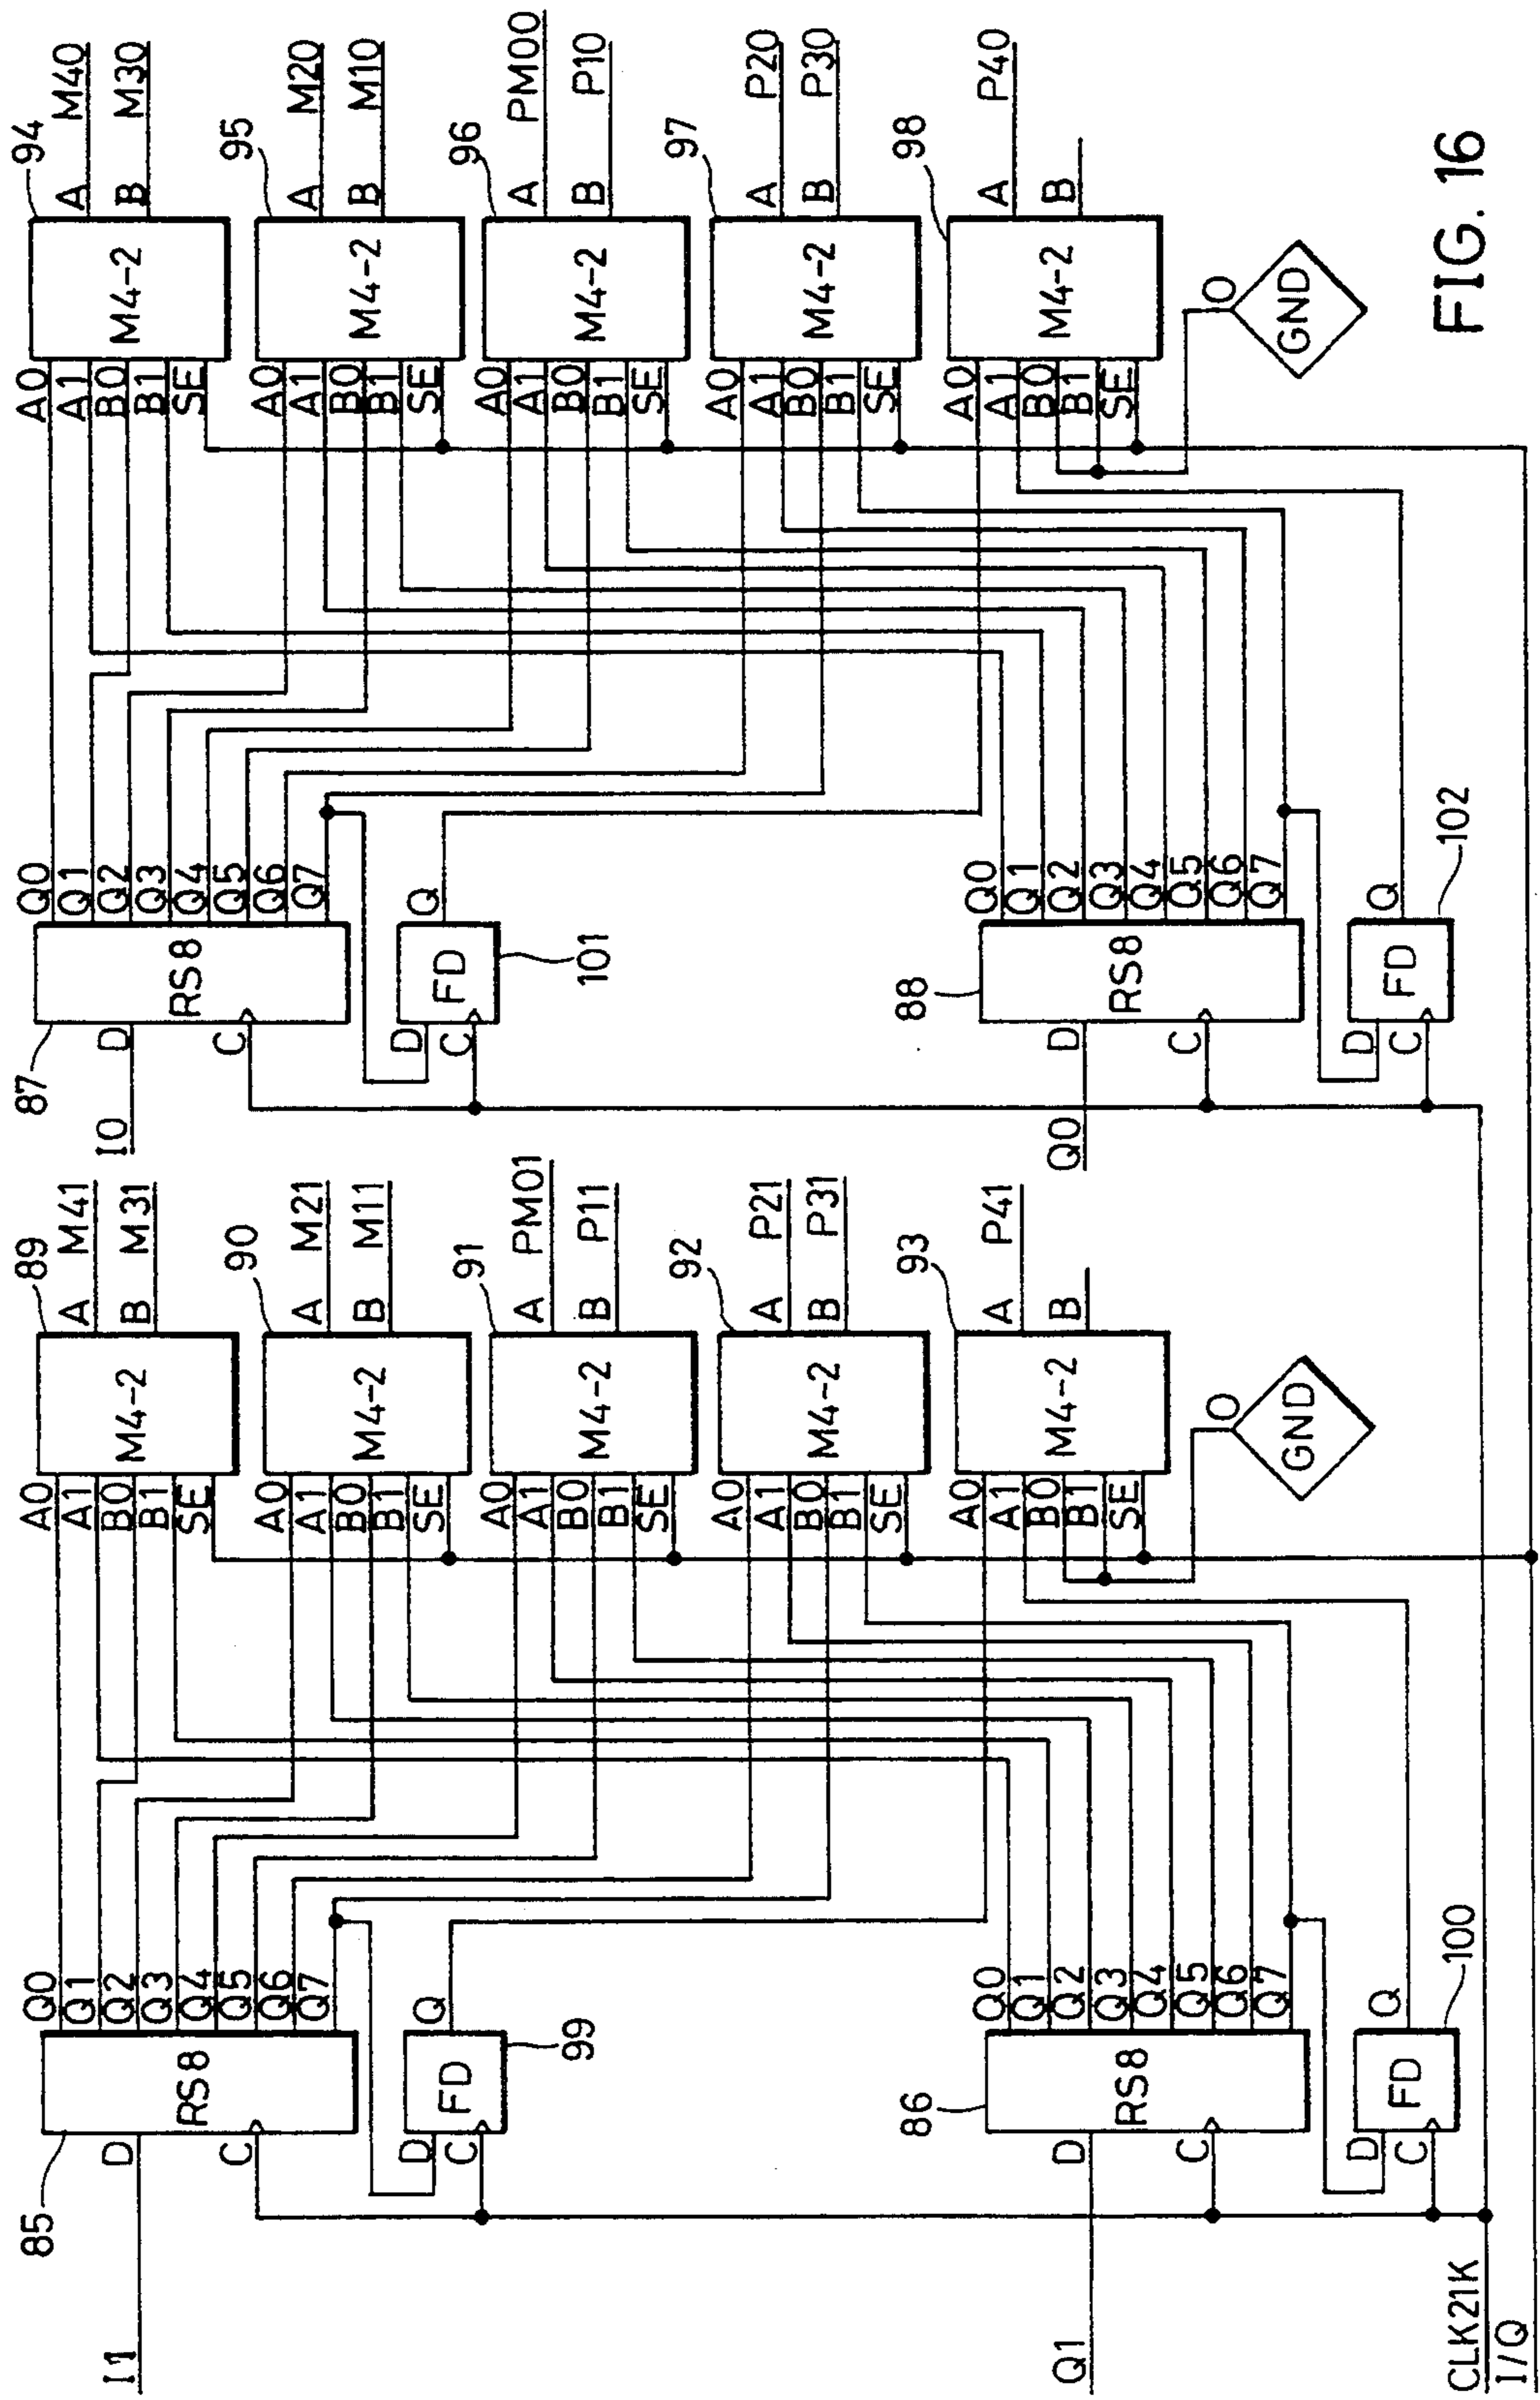 85
I1
D
C
RS8
Q0
Q1
Q2
Q3
Q4
Q5
Q6
Q7
D
C
FD
Q
99
86
Q1
D
C
RS8
Q0
Q1
Q2
Q3
Q4
Q5
Q6
Q7
D
C
FD
Q
100
CLK21K
I/Q
A0
A1
B0
B1
SE
M4-2
89
A M41
B M31
A0
A1
B0
B1
SE
M4-2
90
A M21
B M11
A0
A1
B0
B1
SE
M4-2
91
A PM01
B P11
A0
A1
B0
B1
SE
M4-2
92
A P21
B P31
A0
A1
B0
B1
SE
M4-2
93
A P41
B
O
GND
87
I0
D
C
RS8
Q0
Q1
Q2
Q3
Q4
Q5
Q6
Q7
D
C
FD
Q
101
88
Q0
D
C
RS8
Q0
Q1
Q2
Q3
Q4
Q5
Q6
Q7
D
C
FD
Q
102
A0
A1
B0
B1
SE
M4-2
94
A M40
B M30
A0
A1
B0
B1
SE
M4-2
95
A M20
B M10
A0
A1
B0
B1
SE
M4-2
96
A PM00
B P10
A0
A1
B0
B1
SE
M4-2
97
A P20
B P30
A0
A1
B0
B1
SE
M4-2
98
A P40
B
O
GND
FIG. 16